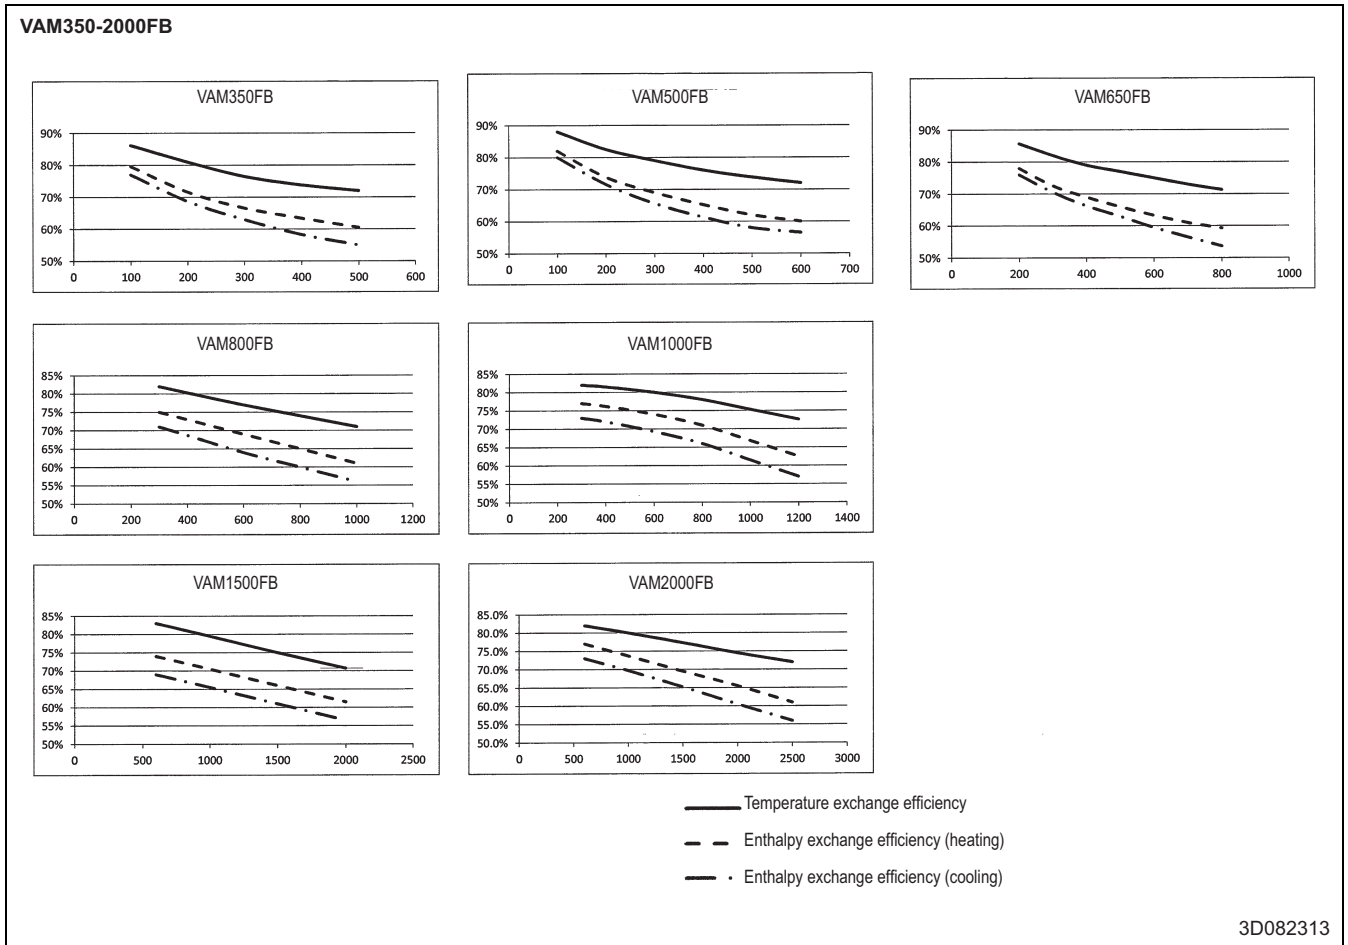 VAM350-2000FB
VAM350FB
90%
80%
70%
60%
50%
0 100 200 300 400 500 600
VAM500FB
90%
80%
70%
60%
50%
0 100 200 300 400 500 600 700
VAM650FB
90%
80%
70%
60%
50%
0 200 400 600 800 1000
VAM800FB
85%
80%
75%
70%
65%
60%
55%
50%
0 200 400 600 800 1000 1200
VAM1000FB
85%
80%
75%
70%
65%
60%
55%
50%
0 200 400 600 800 1000 1200 1400
VAM1500FB
85%
80%
75%
70%
65%
60%
55%
50%
0 500 1000 1500 2000 2500
VAM2000FB
85.0%
80.0%
75.0%
70.0%
65.0%
60.0%
55.0%
50.0%
0 500 1000 1500 2000 2500 3000
Temperature exchange efficiency
Enthalpy exchange efficiency (heating)
Enthalpy exchange efficiency (cooling)
3D082313